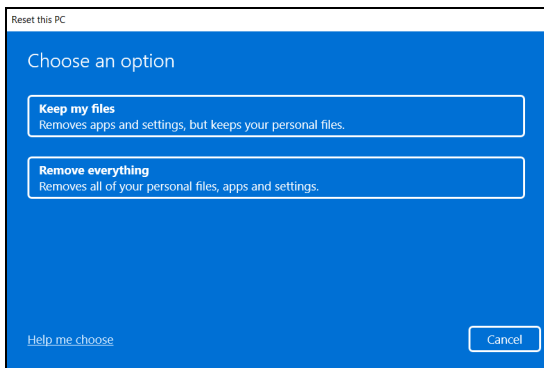 Reset this PC
Choose an option
Keep my files
Removes apps and settings, but keeps your personal files.
Remove everything
Removes all of your personal files, apps and settings.
Help me choose
Cancel